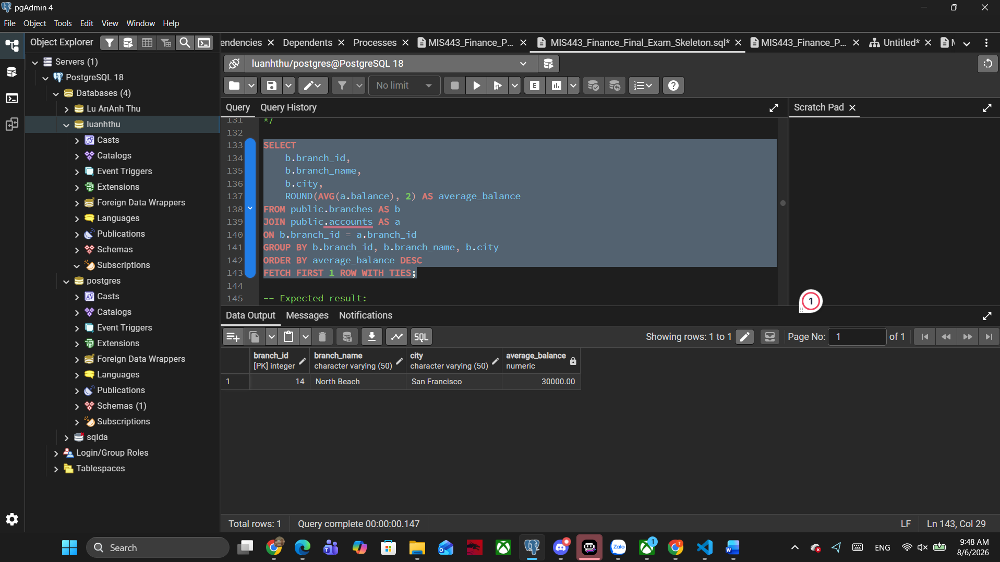 pgAdmin 4
File Object Tools Edit View Window Help
Object Explorer
endencies Dependents Processes MIS443_Finance_P... MIS443_Finance_Final_Exam_Skeleton.sql* MIS443_Finance_P... Untitled*
Servers (1)
PostgreSQL 18
Databases (4)
Lu AnAnh Thu
luanhthu
Casts
Catalogs
Event Triggers
Extensions
Foreign Data Wrappers
Languages
Publications
Schemas
Subscriptions
postgres
Casts
Catalogs
Event Triggers
Extensions
Foreign Data Wrappers
Languages
Publications
Schemas (1)
Subscriptions
sqlda
Login/Group Roles
Tablespaces
luanhthu/postgres@PostgreSQL 18
No limit
E
Query Query History
Scratch Pad
131 */
132
133 SELECT
134 b.branch_id,
135 b.branch_name,
136 b.city,
137 ROUND(AVG(a.balance), 2) AS average_balance
138 FROM public.branches AS b
139 JOIN public.accounts AS a
140 ON b.branch_id = a.branch_id
141 GROUP BY b.branch_id, b.branch_name, b.city
142 ORDER BY average_balance DESC
143 FETCH FIRST 1 ROW WITH TIES;
144
145 -- Expected result:
1
Data Output Messages Notifications
SQL
Showing rows: 1 to 1 Page No: 1 of 1
branch_id branch_name city average_balance
[PK] integer character varying (50) character varying (50) numeric
1 14 North Beach San Francisco 30000.00
Total rows: 1 Query complete 00:00:00.147 LF Ln 143, Col 29
Search
Zalo
1
ENG
9:48 AM
8/6/2026